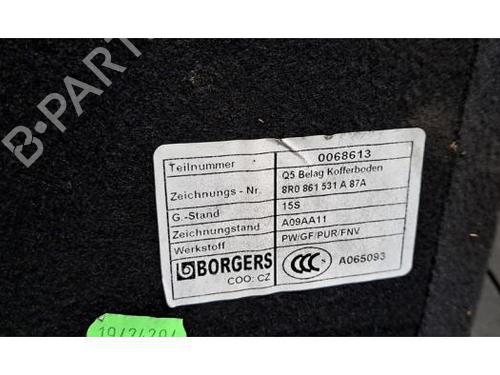 B-PARTS
Teilnummer 0068613
Zeichnungs - Nr. Q5 Belag Kofferboden
8R0 861 531 A 87A
G.-Stand 15S
Zeichnungstand A09AA11
Werkstoff PW/GF/PUR/FNV
BORGERS
COO: CZ
CCC S
A065093